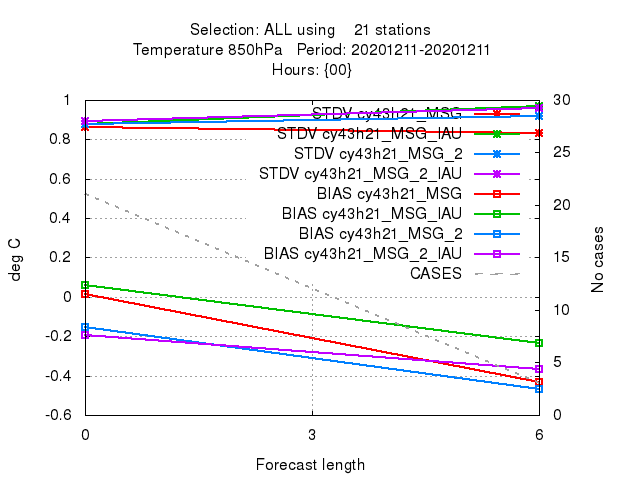 Selection: ALL using    21 stations
Temperature 850hPa   Period: 20201211-20201211
Hours: {00}
1
0.8
0.6
0.4
0.2
0
-0.2
-0.4
-0.6
deg C
STDV cy43h21_MSG
STDV cy43h21_MSG_IAU
STDV cy43h21_MSG_2
STDV cy43h21_MSG_2_IAU
BIAS cy43h21_MSG
BIAS cy43h21_MSG_IAU
BIAS cy43h21_MSG_2
BIAS cy43h21_MSG_2_IAU
CASES
30
25
20
15
10
5
0
No cases
0
3
6
Forecast length